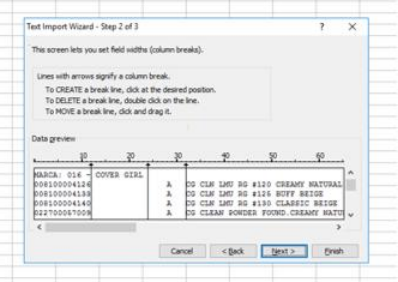 Text Import Wizard - Step 2 of 3 ? ×
This screen lets you set field widths (column breaks).
Lines with arrows signify a column break.
To CREATE a break line, click at the desired position.
To DELETE a break line, double click on the line.
To MOVE a break line, click and drag it.
Data preview
10 20 30 40 50 60
MARCA: 016 - COVER GIRL
008100004126 A CG CLN LMU RG #120 CREAMY NATURAL
008100004133 A CG CLN LMU RG #125 BUFF BEIGE
008100004140 A CG CLN LMU RG #130 CLASSIC BEIGE
022700057009 A CG CLEAN POWDER FOUND.CREAMY NATU
Cancel < Back Next > Finish